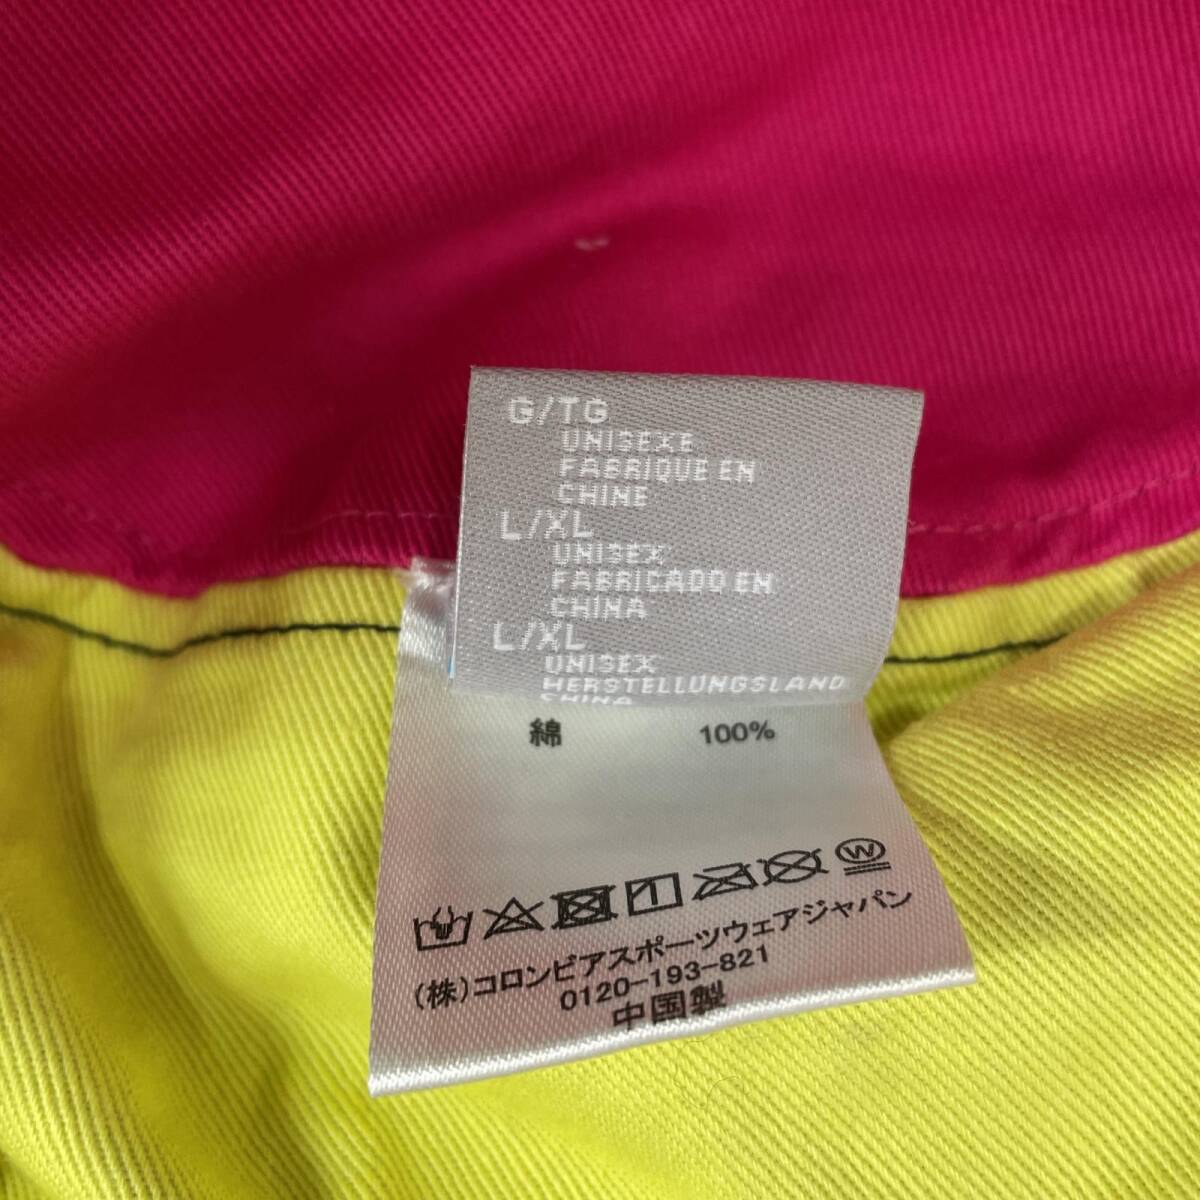 G/TG
UNISEXE
FABRIQUE EN
CHINE
L/XL
UNISEX
FABRICADO EN
CHINA
L/XL
UNISEX
HERSTELLUNGSLAND
CHINA
綿 100%
W
(株)コロンビアスポーツウェアジャパン
0120-193-821
中国製